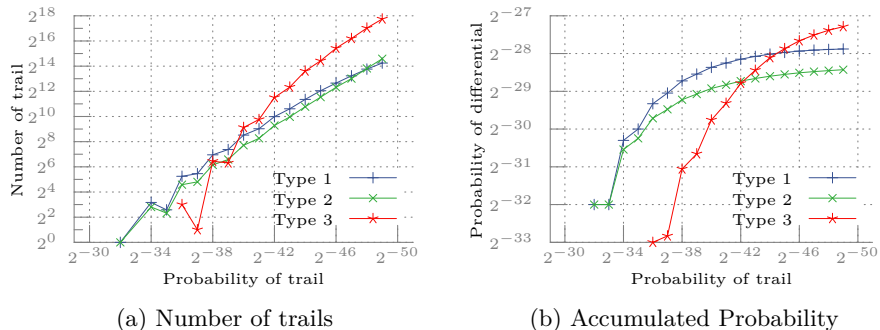 2^18
2^16
2^14
2^12
2^10
2^8
2^6
2^4
2^2
2^0
Number of trail
2^−30 2^−34 2^−38 2^−42 2^−46 2^−50
Probability of trail
Type 1
Type 2
Type 3
(a) Number of trails
2^−27
2^−28
2^−29
2^−30
2^−31
2^−32
2^−33
Probability of differential
2^−30 2^−34 2^−38 2^−42 2^−46 2^−50
Probability of trail
Type 1
Type 2
Type 3
(b) Accumulated Probability